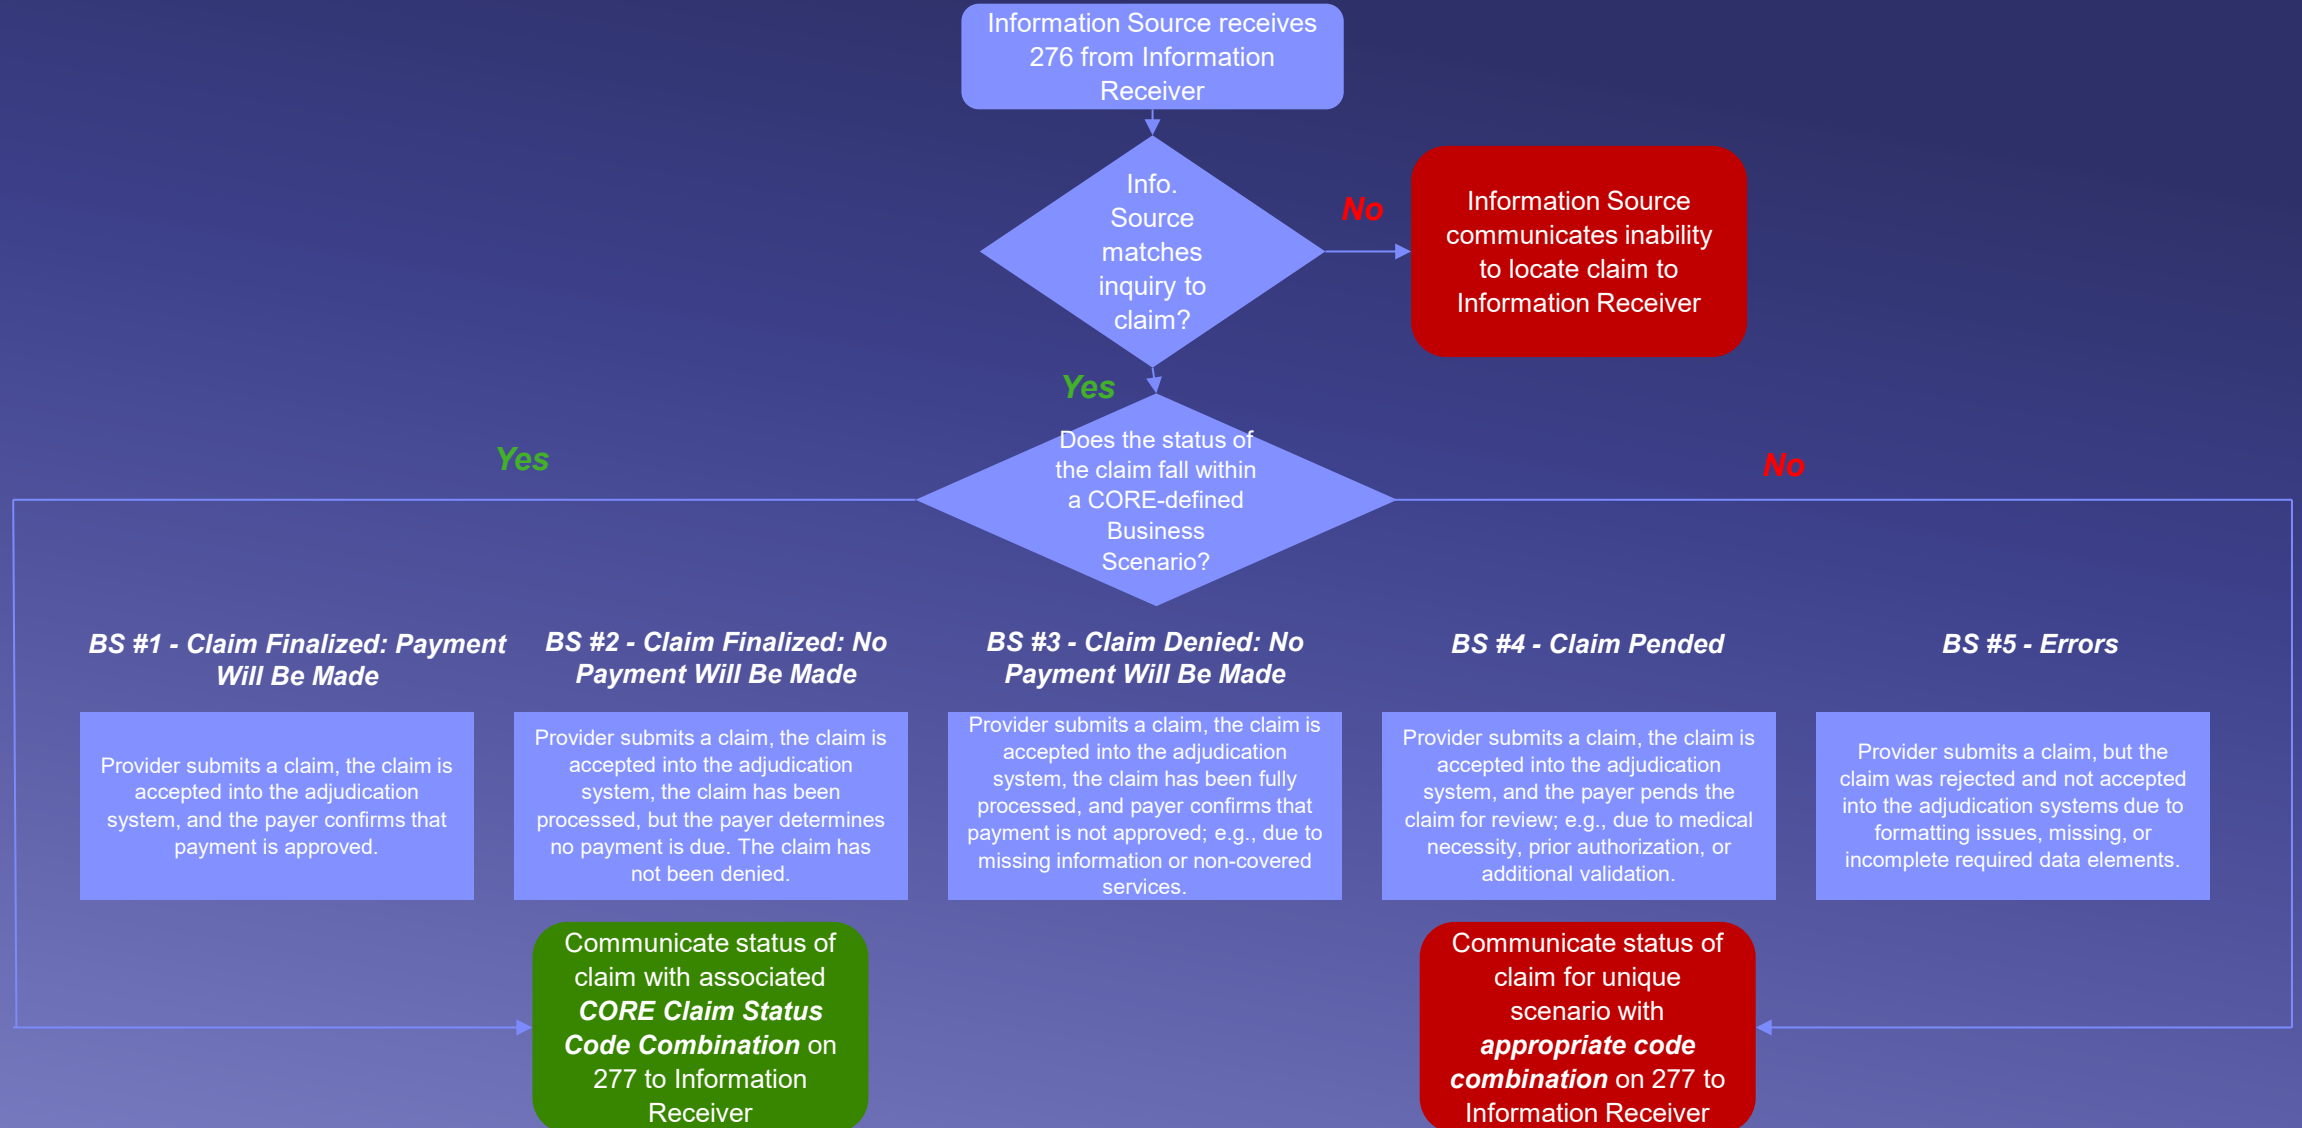 Information Source receives
276 from Information
Receiver
Info.
Source
matches
inquiry to
claim?
No
Information Source
communicates inability
to locate claim to
Information Receiver
Yes
Does the status of
the claim fall within
a CORE-defined
Business
Scenario?
Yes
No
BS #1 - Claim Finalized: Payment
Will Be Made
BS #2 - Claim Finalized: No
Payment Will Be Made
BS #3 - Claim Denied: No
Payment Will Be Made
BS #4 - Claim Pended
BS #5 - Errors
Provider submits a claim, the claim is
accepted into the adjudication
system, and the payer confirms that
payment is approved.
Provider submits a claim, the claim is
accepted into the adjudication
system, the claim has been
processed, but the payer determines
no payment is due. The claim has
not been denied.
Provider submits a claim, the claim is
accepted into the adjudication
system, the claim has been fully
processed, and payer confirms that
payment is not approved; e.g., due to
missing information or non-covered
services.
Provider submits a claim, the claim is
accepted into the adjudication
system, and the payer pends the
claim for review; e.g., due to medical
necessity, prior authorization, or
additional validation.
Provider submits a claim, but the
claim was rejected and not accepted
into the adjudication systems due to
formatting issues, missing, or
incomplete required data elements.
Communicate status of
claim with associated
CORE Claim Status
Code Combination on
277 to Information
Receiver
Communicate status of
claim for unique
scenario with
appropriate code
combination on 277 to
Information Receiver